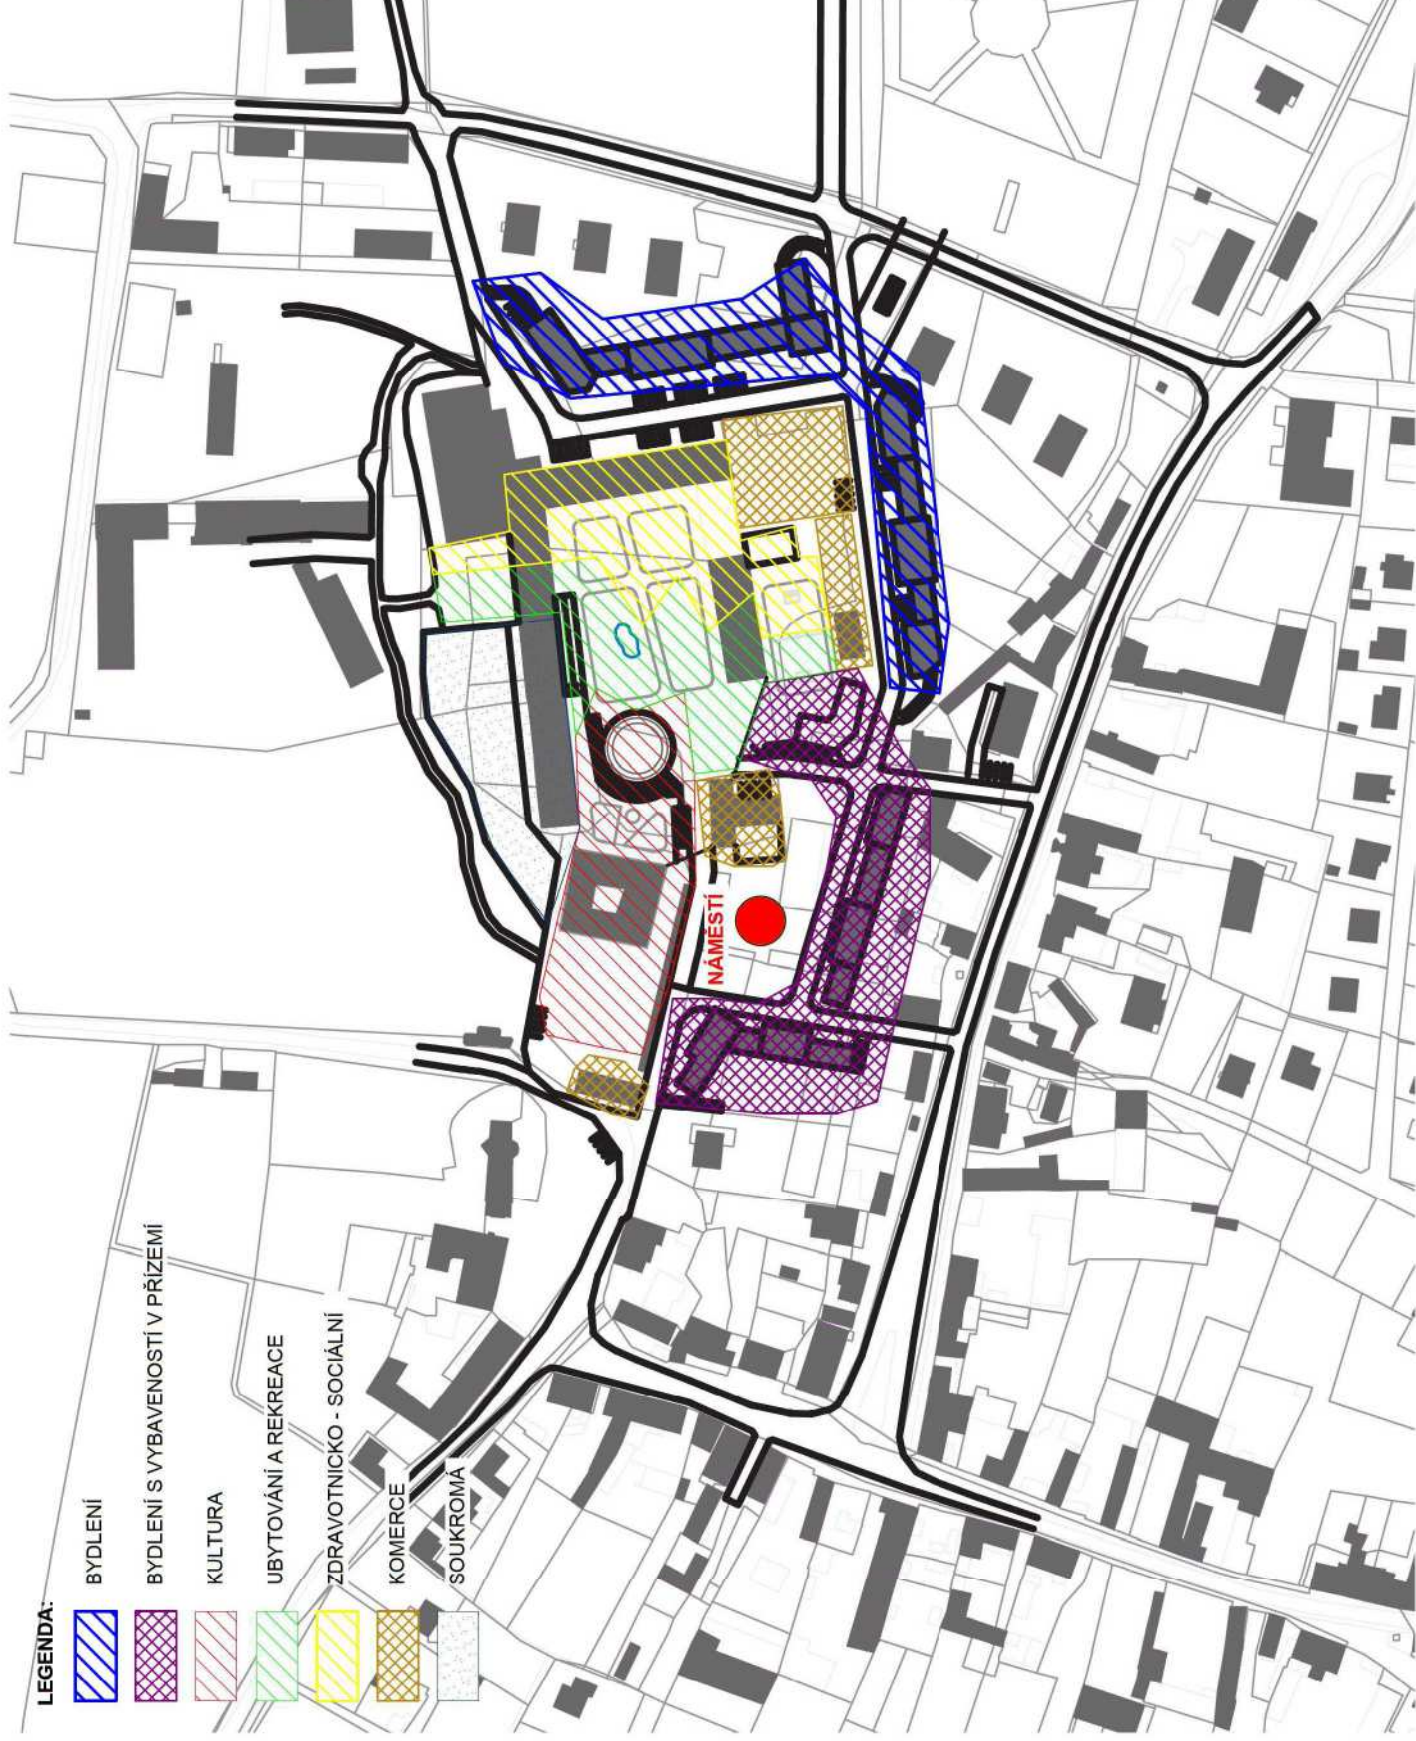 LEGENDA:
BYDLENÍ
BYDLENÍ S VYBAVENOSTÍ V PŘÍZEMÍ
KULTURA
UBYTOVÁNÍ A REKREACE
ZDRAVOTNICKO - SOCIÁLNÍ
KOMERCE
SOUKROMÁ
NÁMĚSTÍ